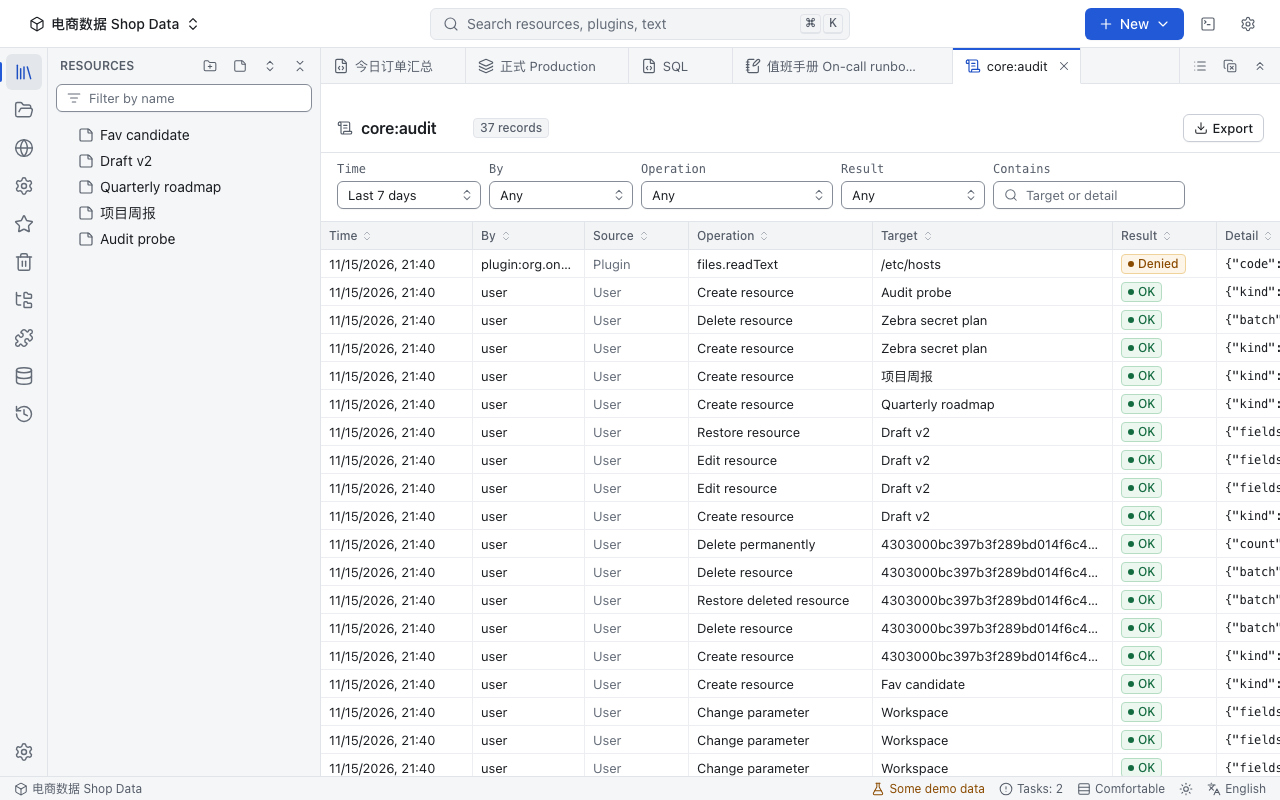 电商数据 Shop Data
Search resources, plugins, text
⌘ K
New
RESOURCES
Filter by name
Fav candidate
Draft v2
Quarterly roadmap
项目周报
Audit probe
今日订单汇总
正式 Production
SQL
值班手册 On-call runbo...
core:audit
core:audit
37 records
Export
Time By Operation Result Contains
Last 7 days Any Any Any Target or detail
Time By Source Operation Target Result Detail
11/15/2026, 21:40 plugin:org.on... Plugin files.readText /etc/hosts Denied {"code":
11/15/2026, 21:40 user User Create resource Audit probe OK {"kind":
11/15/2026, 21:40 user User Delete resource Zebra secret plan OK {"batch"
11/15/2026, 21:40 user User Create resource Zebra secret plan OK {"kind":
11/15/2026, 21:40 user User Create resource 项目周报 OK {"kind":
11/15/2026, 21:40 user User Create resource Quarterly roadmap OK {"kind":
11/15/2026, 21:40 user User Restore resource Draft v2 OK {"fields
11/15/2026, 21:40 user User Edit resource Draft v2 OK {"fields
11/15/2026, 21:40 user User Edit resource Draft v2 OK {"fields
11/15/2026, 21:40 user User Create resource Draft v2 OK {"kind":
11/15/2026, 21:40 user User Delete permanently 4303000bc397b3f289bd014f6c4... OK {"count"
11/15/2026, 21:40 user User Delete resource 4303000bc397b3f289bd014f6c4... OK {"batch"
11/15/2026, 21:40 user User Restore deleted resource 4303000bc397b3f289bd014f6c4... OK {"batch"
11/15/2026, 21:40 user User Delete resource 4303000bc397b3f289bd014f6c4... OK {"batch"
11/15/2026, 21:40 user User Create resource 4303000bc397b3f289bd014f6c4... OK {"kind":
11/15/2026, 21:40 user User Create resource Fav candidate OK {"kind":
11/15/2026, 21:40 user User Change parameter Workspace OK {"fields
11/15/2026, 21:40 user User Change parameter Workspace OK {"fields
11/15/2026, 21:40 user User Change parameter Workspace OK {"fields
电商数据 Shop Data
Some demo data
Tasks: 2
Comfortable
English